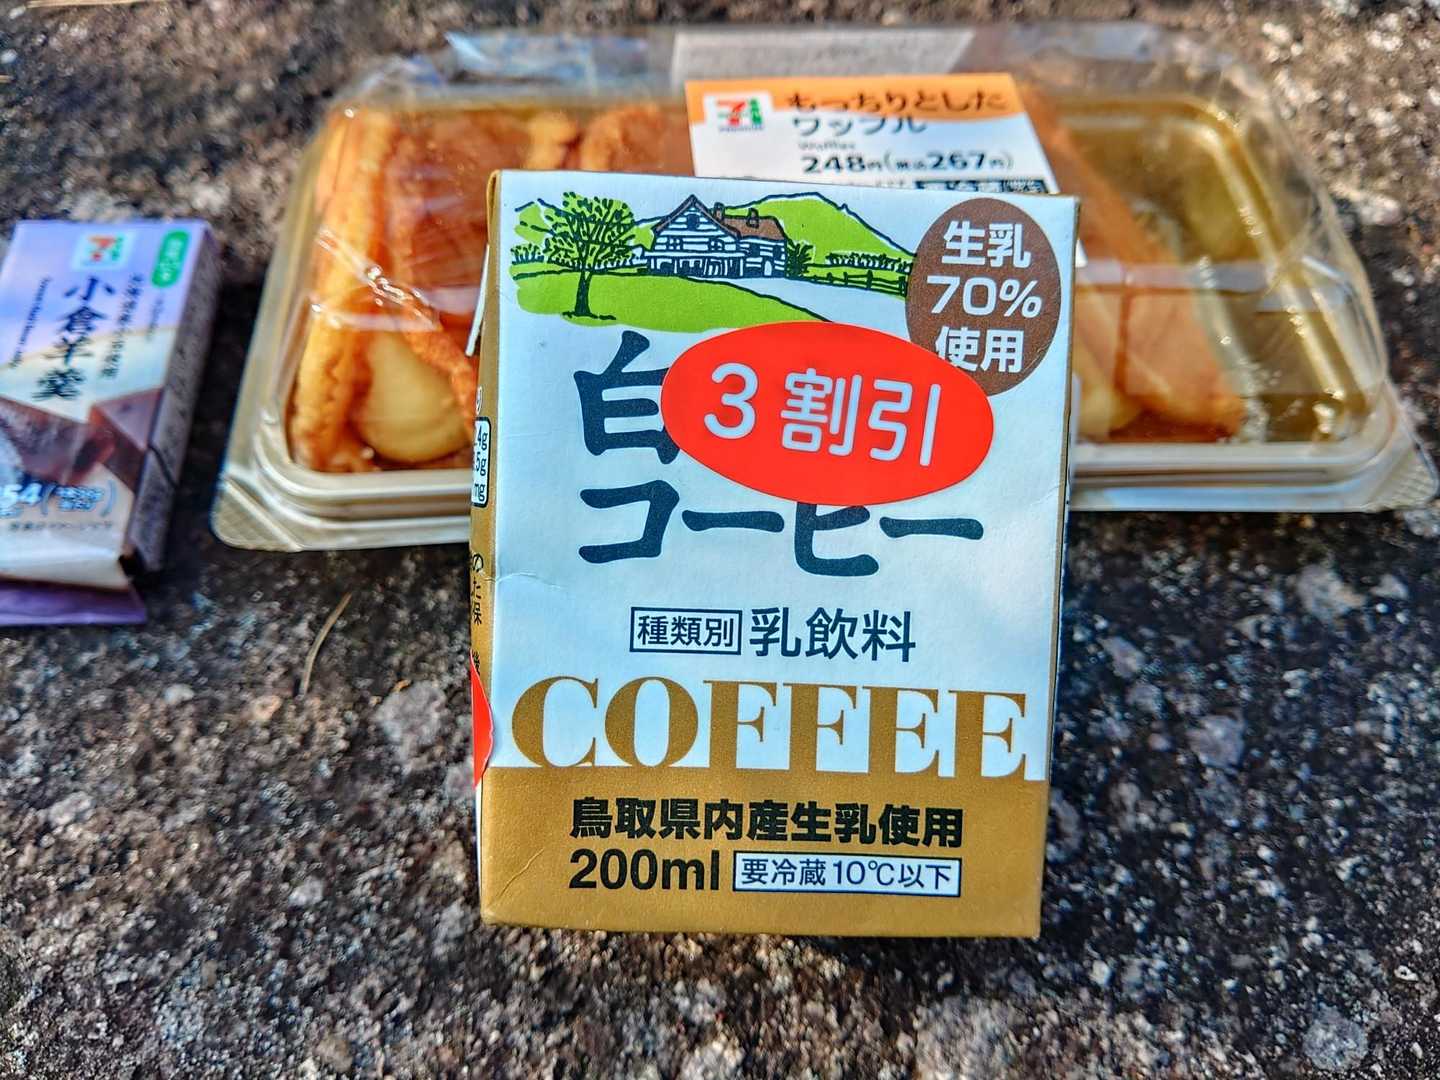 もっちりとした
ワッフル
Waffles
248円(税込267円)
生乳
70%
使用
白
3割引
コーヒー
種類別 乳飲料
COFFEE
鳥取県内産生乳使用
200ml 要冷蔵10℃以下
小倉羊羹
54